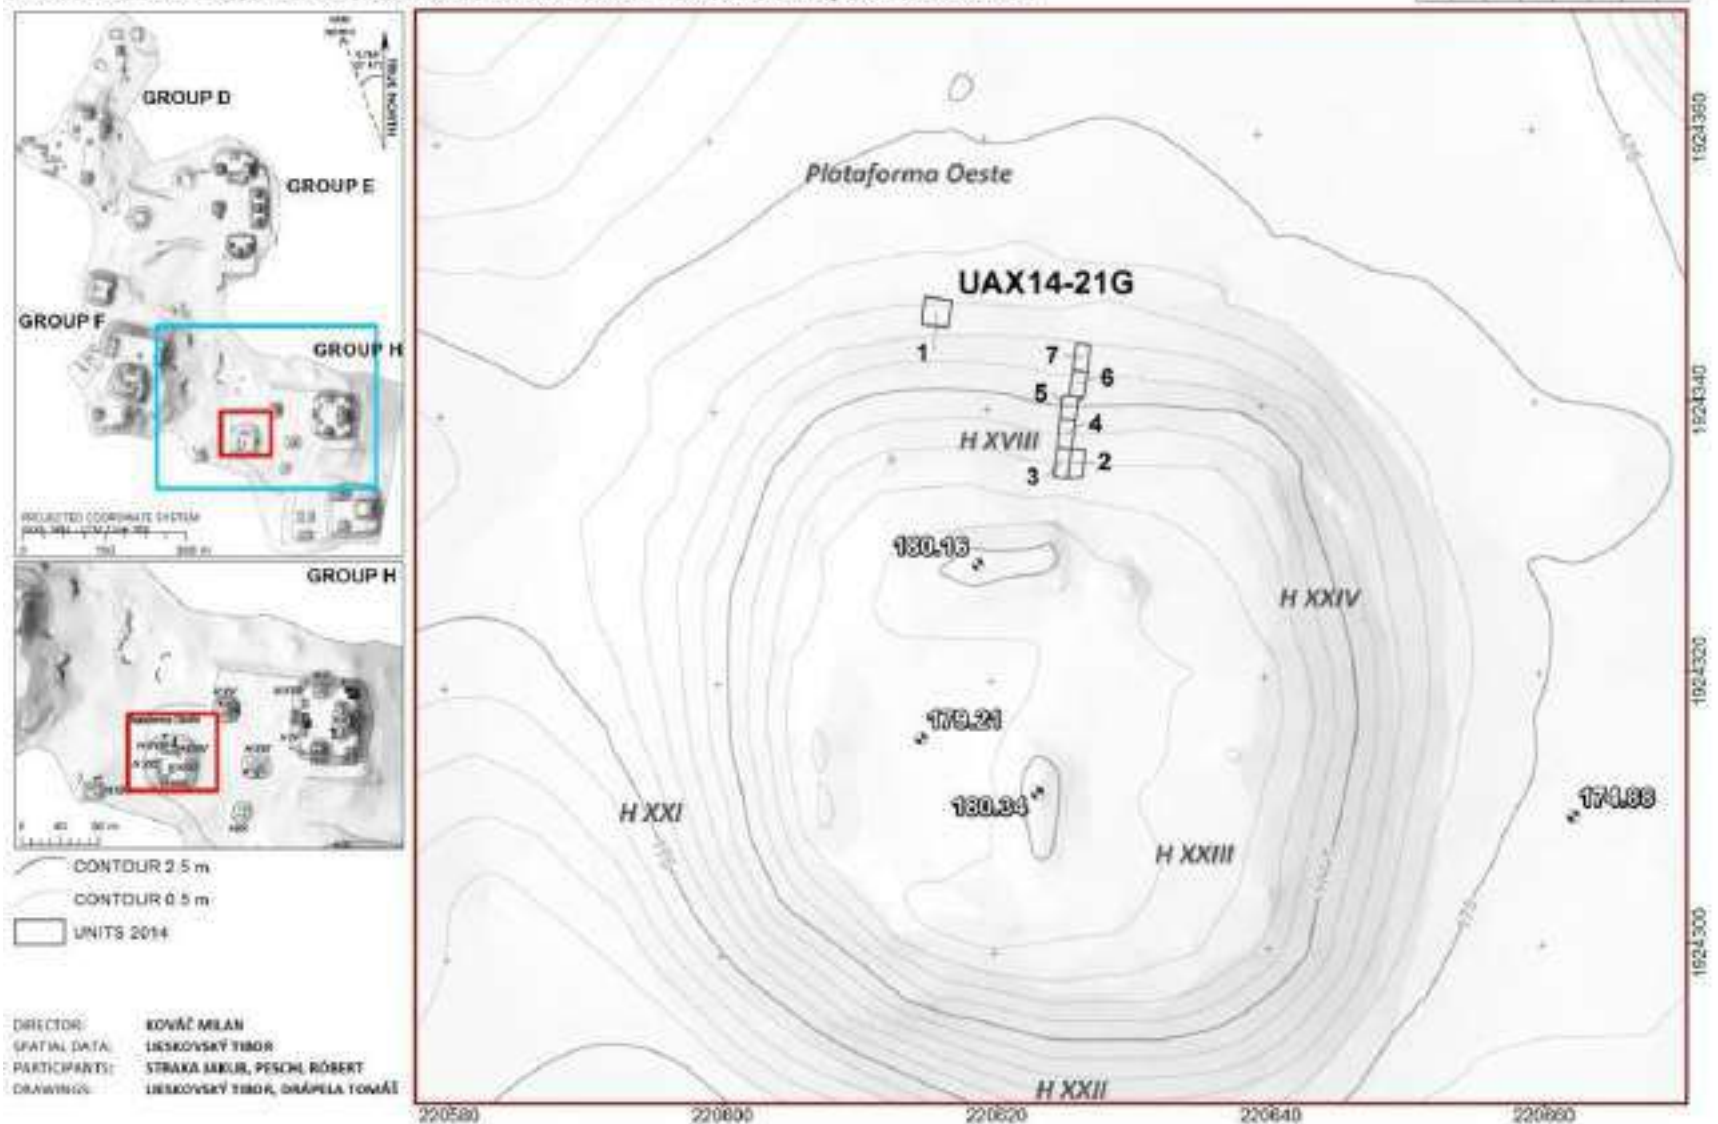 GROUP D
TRUE NORTH
GROUP E
GROUP F
GROUP H
PROJECTED COORDINATE SYSTEM
GROUP H
CONTOUR 2.5 m
CONTOUR 0.5 m
UNITS 2014
DIRECTOR: KOVÁČ MILAN
SPATIAL DATA: LIESKOVSKÝ TIBOR
PARTICIPANTS: STRAKA JAKUB, PESCHL RÓBERT
DRAWINGS: LIESKOVSKÝ TIBOR, DRÁPELA TOMÁŠ
Plataforma Oeste
UAX14-21G
1
7
6
5
4
H XVIII
2
3
180.16
H XXIV
179.21
180.34
174.88
H XXI
H XXIII
175
H XXII
220580 220600 220620 220640 220660
1924360
1924340
1924320
1924300